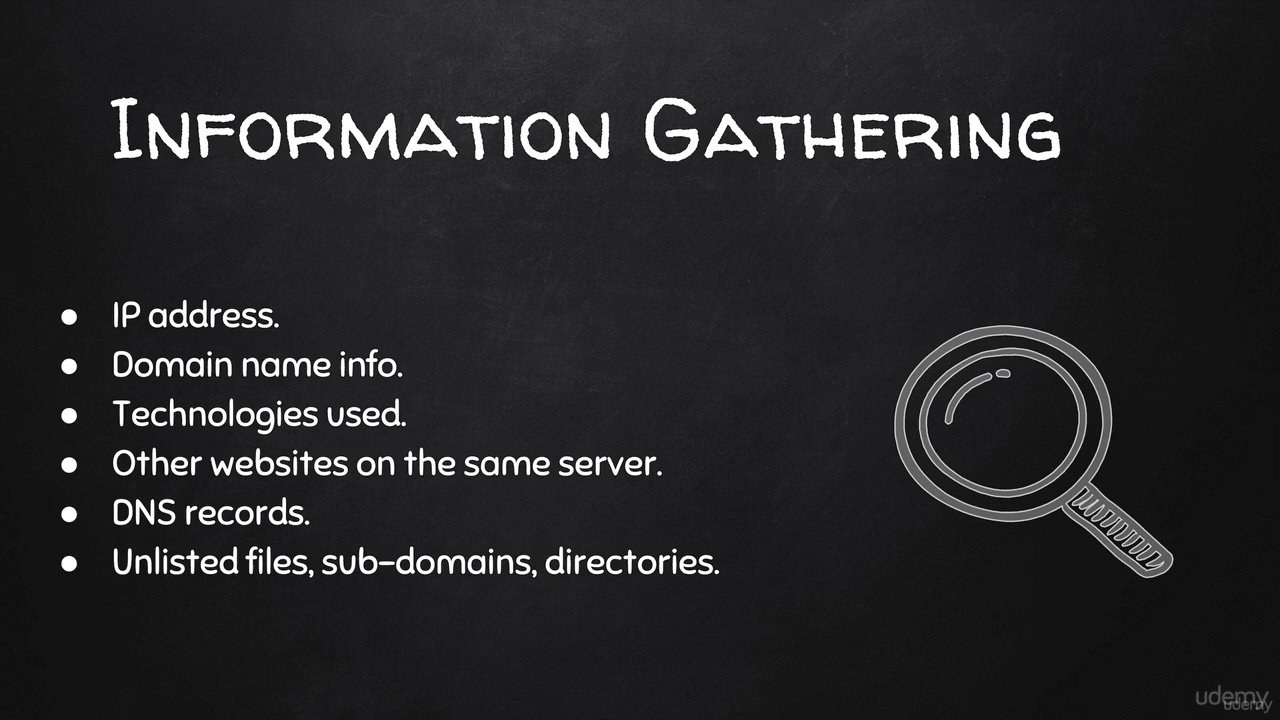 Information Gathering
● IP address.
● Domain name info.
● Technologies used.
● Other websites on the same server.
● DNS records.
● Unlisted files, sub-domains, directories.
udemy
udemy